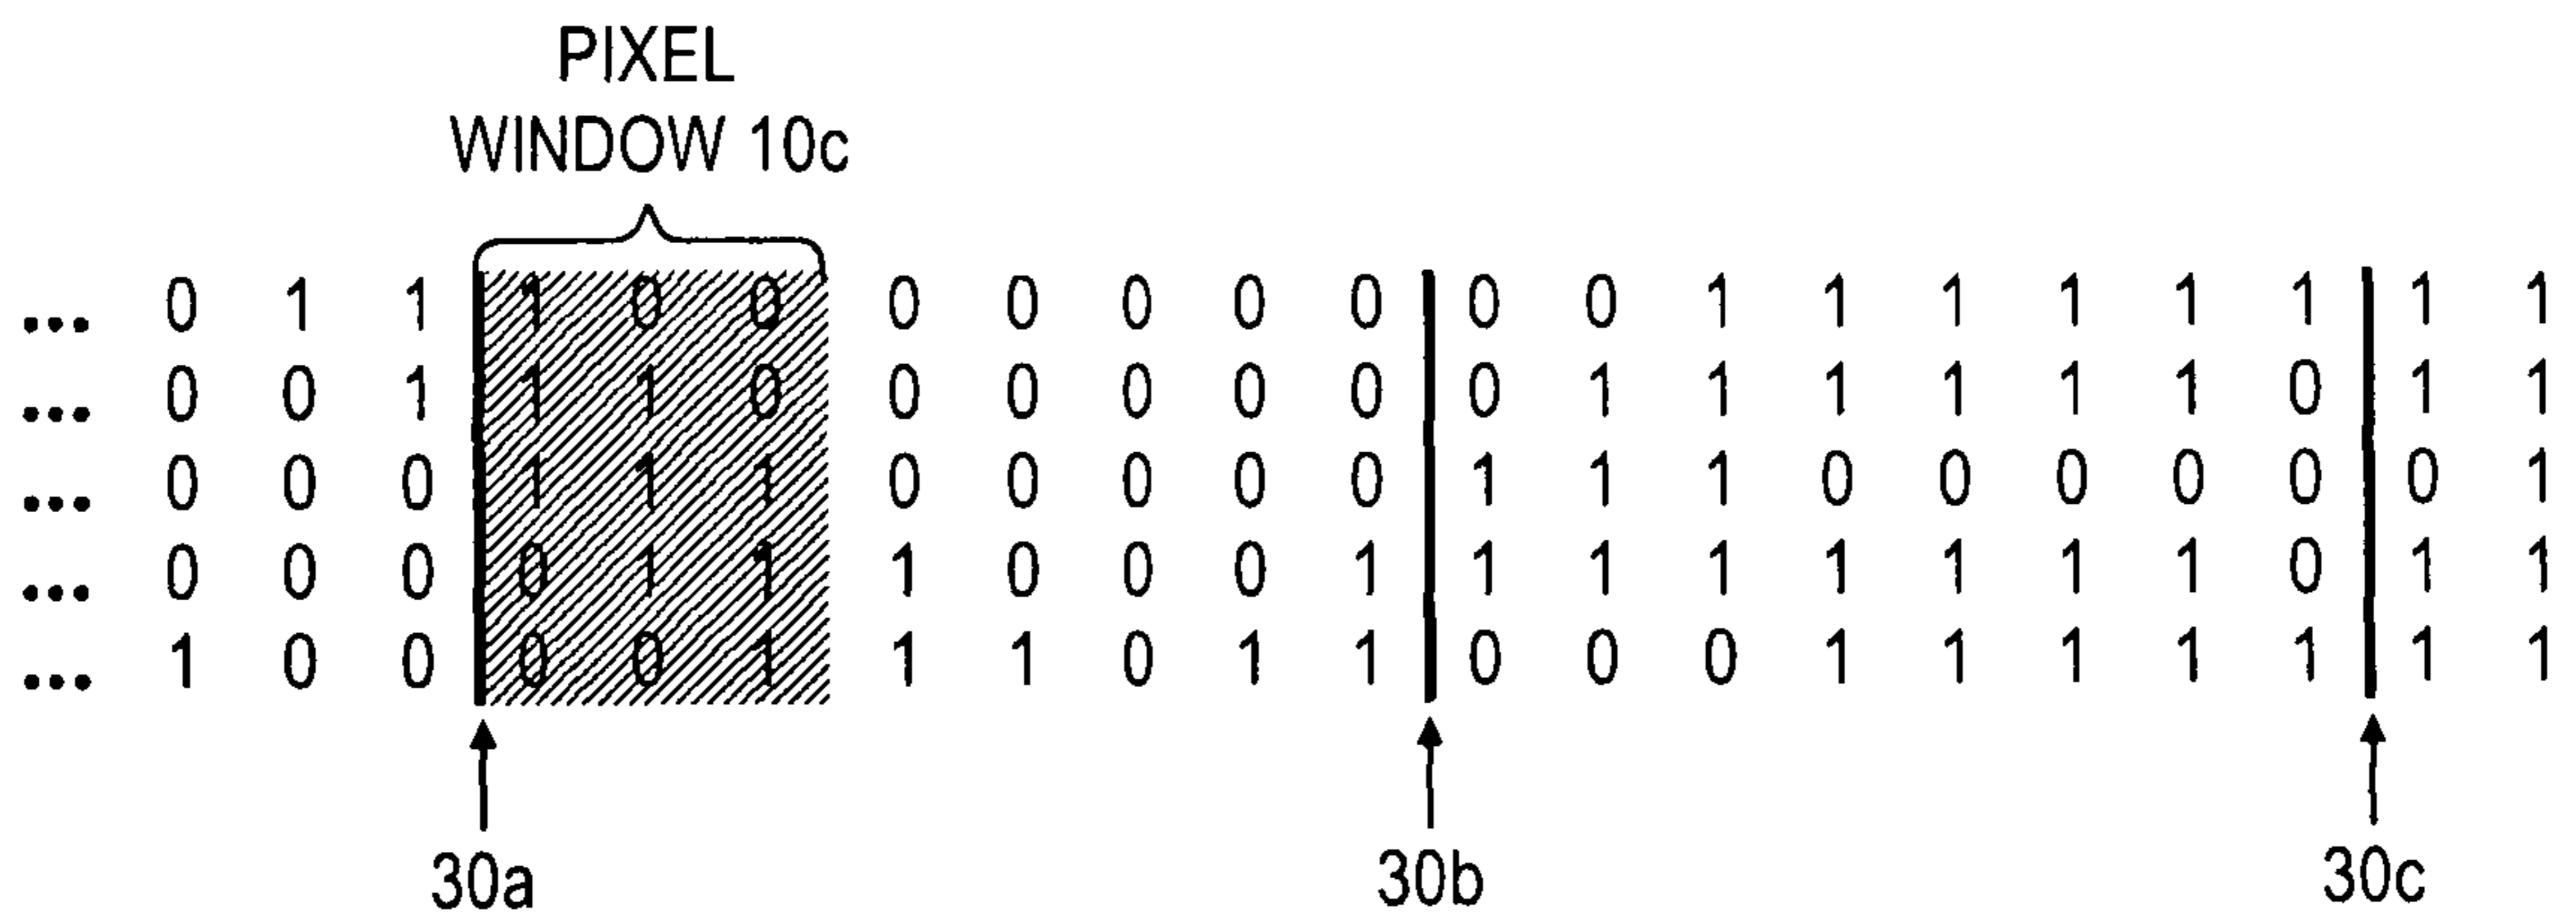 PIXEL
WINDOW 10c
... 0 1 1 1 0 0 0 0 0 0 0 0 0 1 1 1 1 1 1 1 1
... 0 0 1 1 1 0 0 0 0 0 0 0 1 1 1 1 1 1 0 1 1
... 0 0 0 1 1 1 0 0 0 0 0 1 1 1 0 0 0 0 0 0 1
... 0 0 0 0 1 1 1 0 0 0 1 1 1 1 1 1 1 1 0 1 1
... 1 0 0 0 0 1 1 1 0 1 1 0 0 0 1 1 1 1 1 1 1
30a 30b 30c